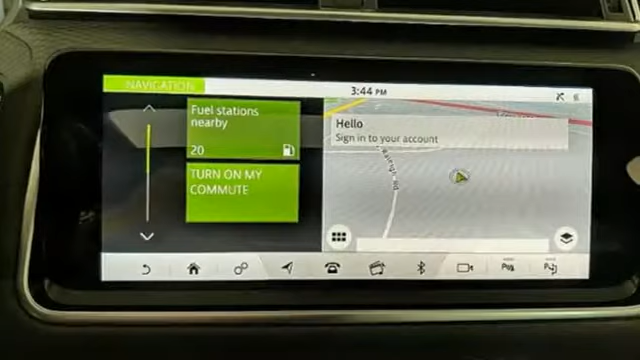 NAVIGATION
3:44 PM
Fuel stations
nearby
20
TURN ON MY
COMMUTE
Hello
Sign in to your account